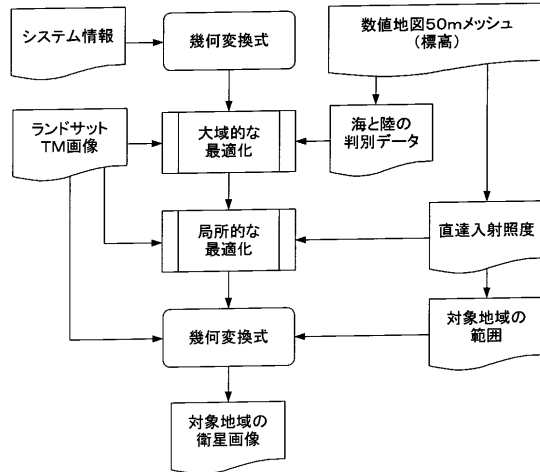 システム情報
幾何変換式
数値地図50mメッシュ
(標高)
ランドサット
TM画像
大域的な
最適化
海と陸の
判別データ
局所的な
最適化
直達入射照度
幾何変換式
対象地域の
範囲
対象地域の
衛星画像